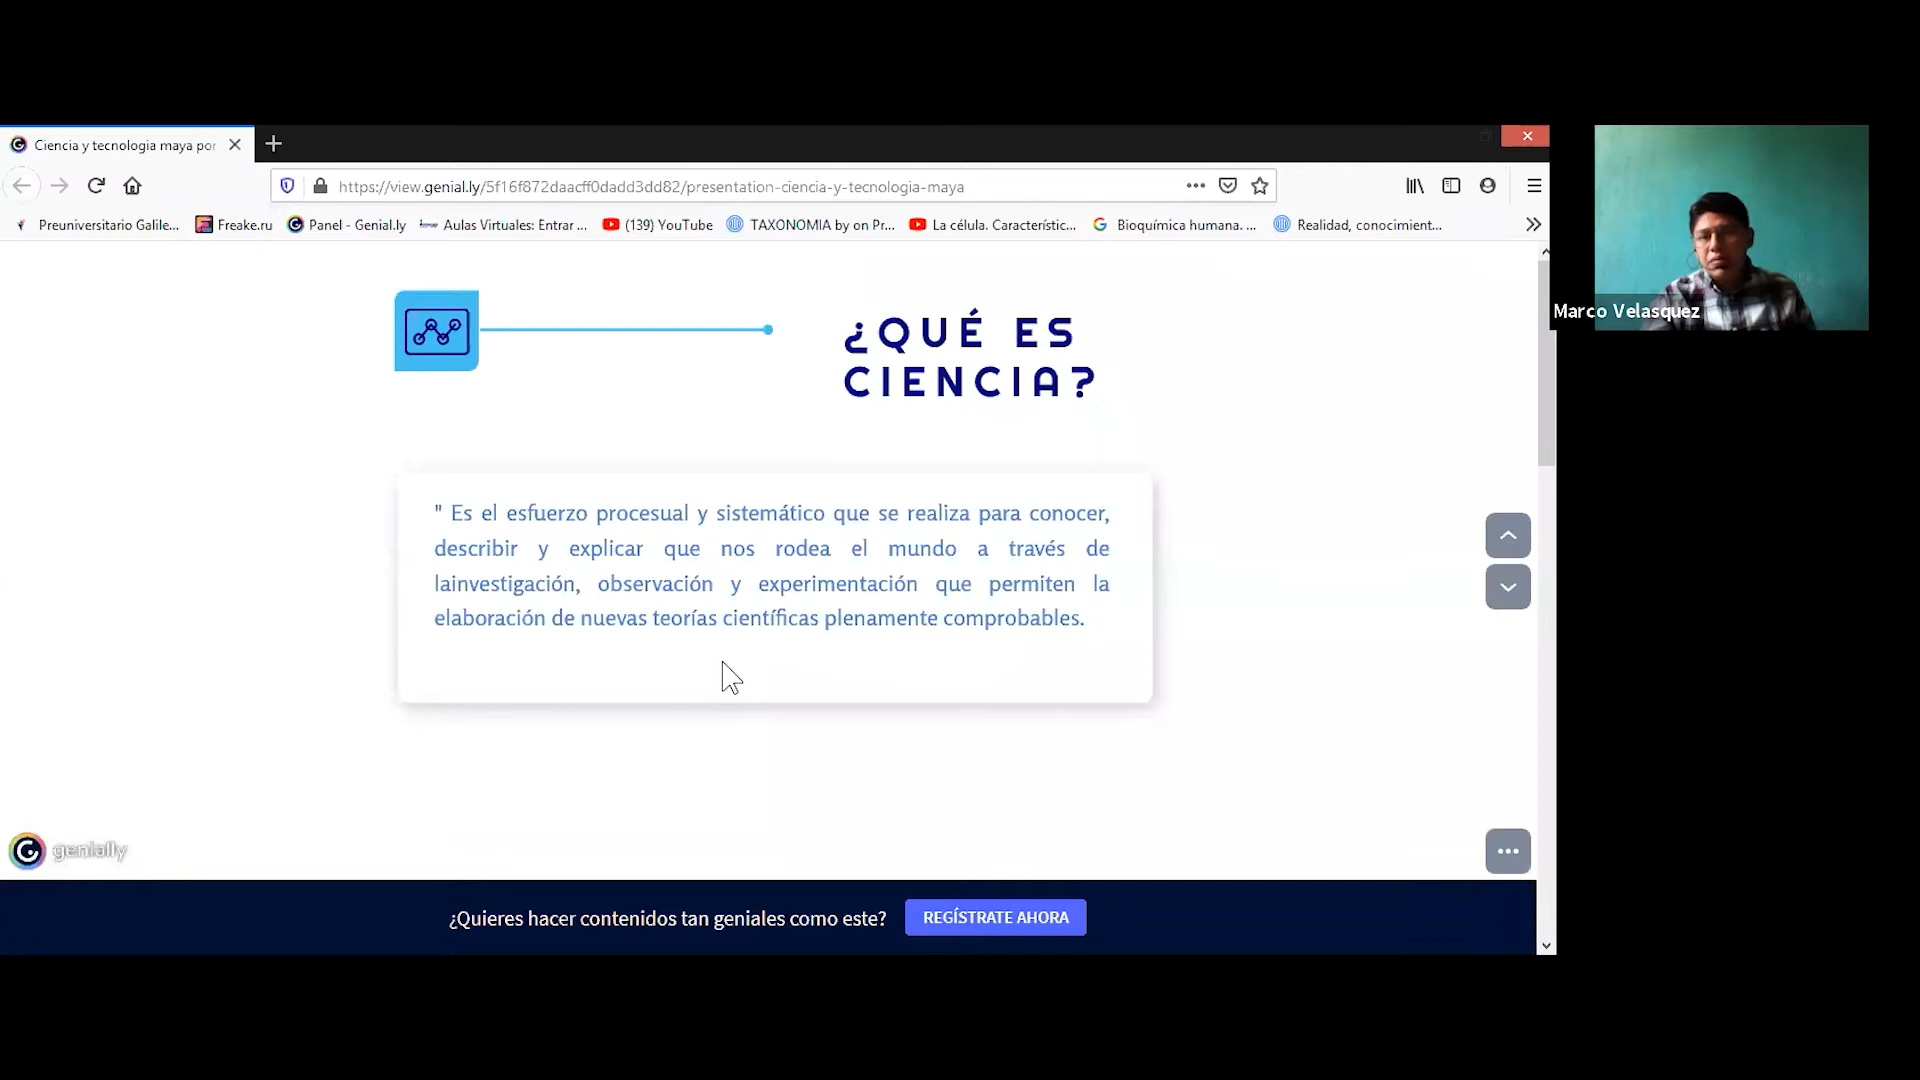 Ciencia y tecnologia maya por
https://view.genial.ly/5f16f872daacff0dadd3dd82/presentation-ciencia-y-tecnologia-maya
Preuniversitario Galile... Freake.ru Panel - Genial.ly Aulas Virtuales: Entrar ... (139) YouTube TAXONOMIA by on Pr... La célula. Característic... Bioquímica humana. ... Realidad, conocimient...
Marco Velasquez
¿QUÉ ES
CIENCIA?
" Es el esfuerzo procesual y sistemático que se realiza para conocer,
describir y explicar que nos rodea el mundo a través de
lainvestigación, observación y experimentación que permiten la
elaboración de nuevas teorías científicas plenamente comprobables.
genially
¿Quieres hacer contenidos tan geniales como este? REGÍSTRATE AHORA